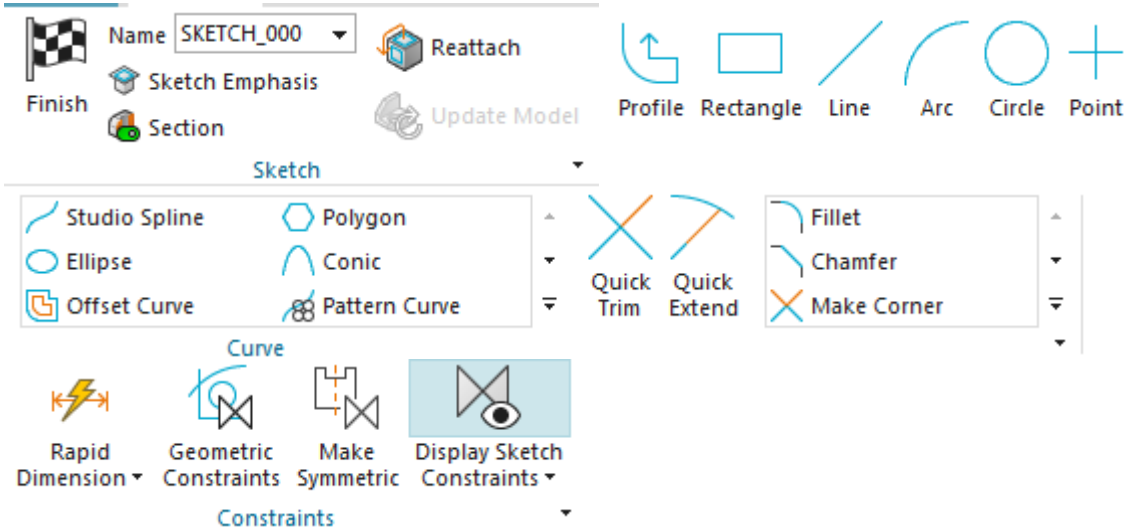 Name SKETCH_000
Reattach
Sketch Emphasis
Finish
Section
Update Model
Sketch
Profile Rectangle Line Arc Circle Point
Studio Spline Polygon
Ellipse Conic
Offset Curve Pattern Curve
Curve
Quick Trim
Quick Extend
Fillet
Chamfer
Make Corner
Rapid Dimension
Geometric Constraints
Make Symmetric
Display Sketch Constraints
Constraints